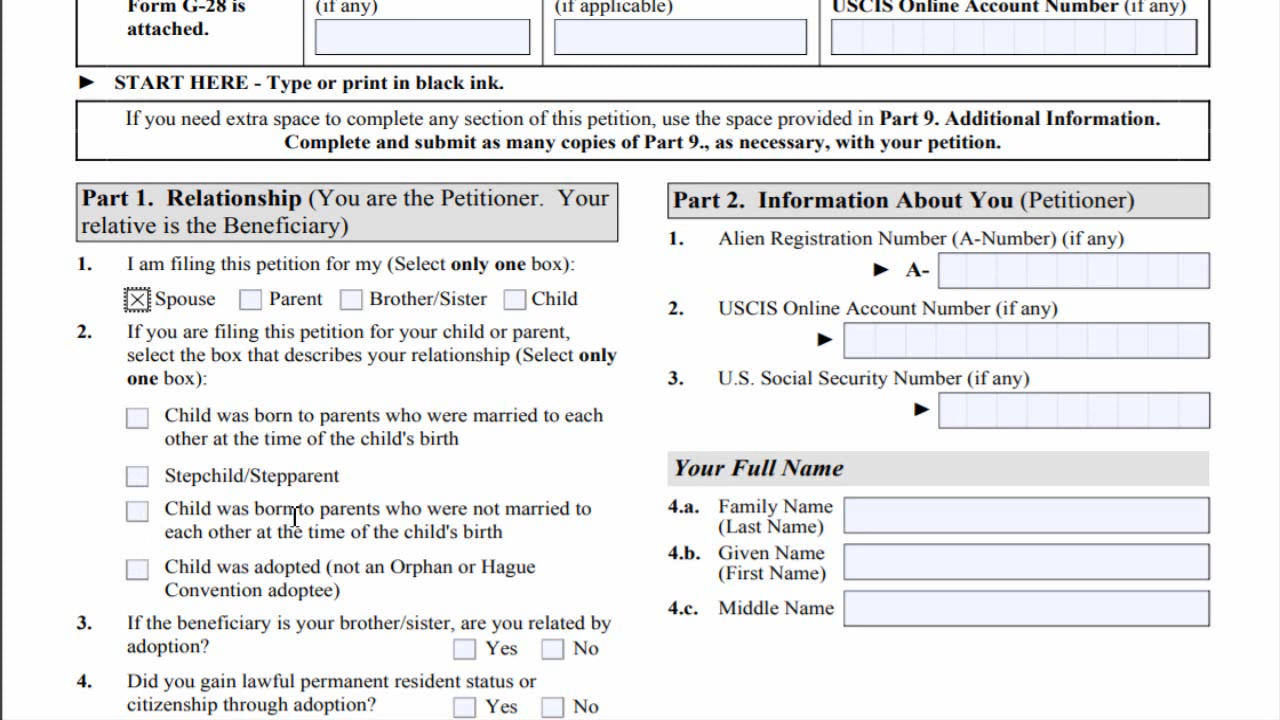 Form G-28 is
attached.
(if any)
(if applicable)
USCIS Online Account Number (if any)
► START HERE - Type or print in black ink.
If you need extra space to complete any section of this petition, use the space provided in Part 9. Additional Information.
Complete and submit as many copies of Part 9., as necessary, with your petition.
Part 1. Relationship (You are the Petitioner. Your
relative is the Beneficiary)
1. I am filing this petition for my (Select only one box):
Spouse Parent Brother/Sister Child
2. If you are filing this petition for your child or parent,
select the box that describes your relationship (Select only
one box):
Child was born to parents who were married to each
other at the time of the child's birth
Stepchild/Stepparent
Child was born to parents who were not married to
each other at the time of the child's birth
Child was adopted (not an Orphan or Hague
Convention adoptee)
3. If the beneficiary is your brother/sister, are you related by
adoption? Yes No
4. Did you gain lawful permanent resident status or
citizenship through adoption? Yes No
Part 2. Information About You (Petitioner)
1. Alien Registration Number (A-Number) (if any)
► A-
2. USCIS Online Account Number (if any)
►
3. U.S. Social Security Number (if any)
►
Your Full Name
4.a. Family Name
(Last Name)
4.b. Given Name
(First Name)
4.c. Middle Name